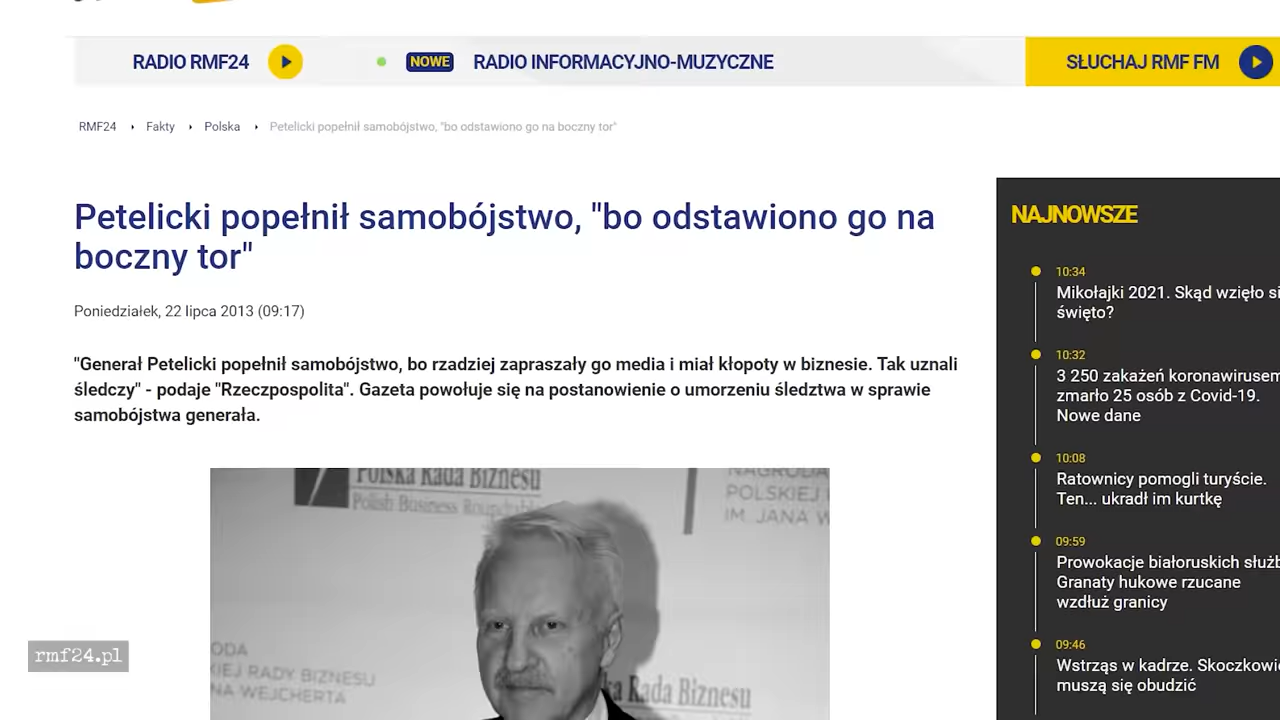 RADIO RMF24
NOWE
RADIO INFORMACYJNO-MUZYCZNE
SŁUCHAJ RMF FM
RMF24
Fakty
Polska
Petelicki popełnił samobójstwo, "bo odstawiono go na boczny tor"
Petelicki popełnił samobójstwo, "bo odstawiono go na
boczny tor"
Poniedziałek, 22 lipca 2013 (09:17)
"Generał Petelicki popełnił samobójstwo, bo rzadziej zapraszały go media i miał kłopoty w biznesie. Tak uznali
śledczy" - podaje "Rzeczpospolita". Gazeta powołuje się na postanowienie o umorzeniu śledztwa w sprawie
samobójstwa generała.
Polska Rada Biznesu
Polish Business Roundtable
NAGRODA
POLSKIEJ
IM. JANA W
ODA
KIEJ RADY BIZNESU
NA WEJCHERTA
ka Rada Biznesu
rmf24.pl
NAJNOWSZE
10:34
Mikołajki 2021. Skąd wzięło si
święto?
10:32
3 250 zakażeń koronawirusem
zmarło 25 osób z Covid-19.
Nowe dane
10:08
Ratownicy pomogli turyście.
Ten... ukradł im kurtkę
09:59
Prowokacje białoruskich służb
Granaty hukowe rzucane
wzdłuż granicy
09:46
Wstrząs w kadrze. Skoczkowie
muszą się obudzić